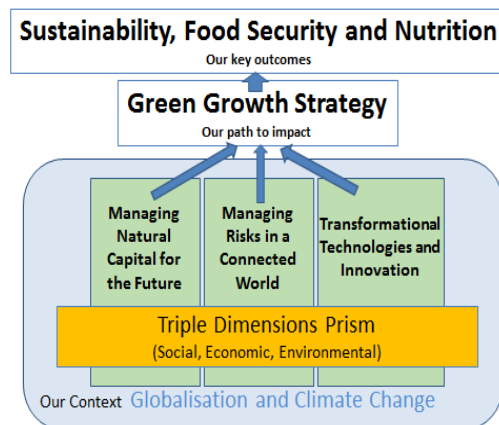 Sustainability, Food Security and Nutrition
Our key outcomes
Green Growth Strategy
Our path to impact
Managing
Natural
Capital for
the Future
Managing
Risks in a
Connected
World
Transformational
Technologies and
Innovation
Triple Dimensions Prism
(Social, Economic, Environmental)
Our Context Globalisation and Climate Change